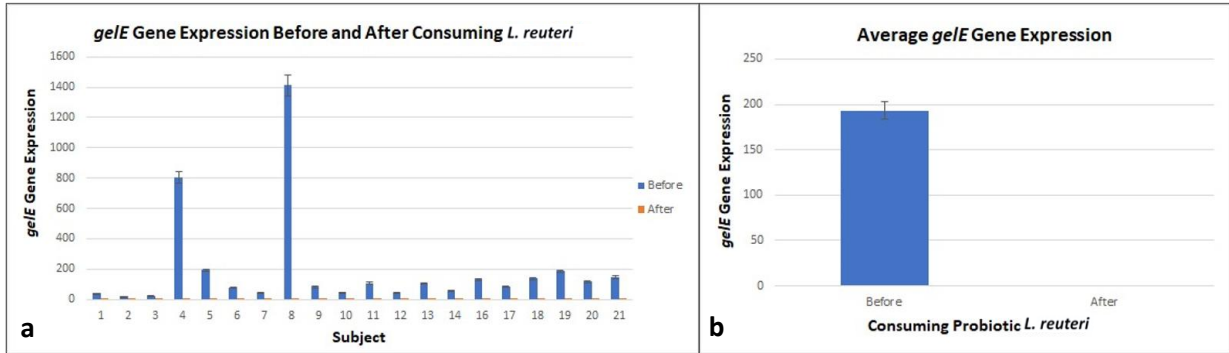 gelE Gene Expression Before and After Consuming L. reuteri
1600
1400
1200
1000
800
600
400
200
0
gelE Gene Expression
1 2 3 4 5 6 7 8 9 10 11 12 13 14 16 17 18 19 20 21
Subject
Before
After
a
Average gelE Gene Expression
250
200
150
100
50
0
gelE Gene Expression
Before After
Consuming Probiotic L. reuteri
b